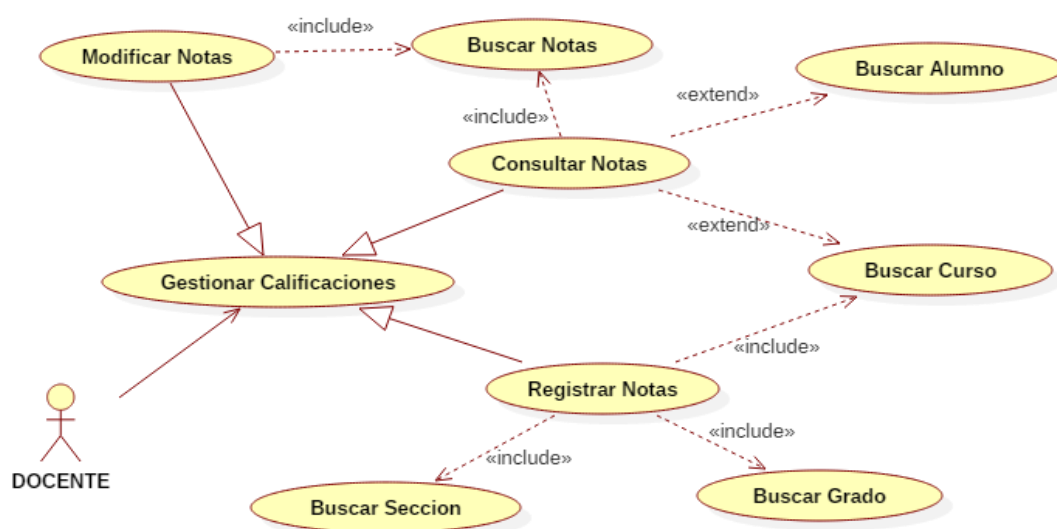 «include»
Modificar Notas
Buscar Notas
Buscar Alumno
«extend»
«include»
Consultar Notas
«extend»
Buscar Curso
Gestionar Calificaciones
«include»
Registrar Notas
«include»
«include»
DOCENTE
Buscar Seccion
Buscar Grado